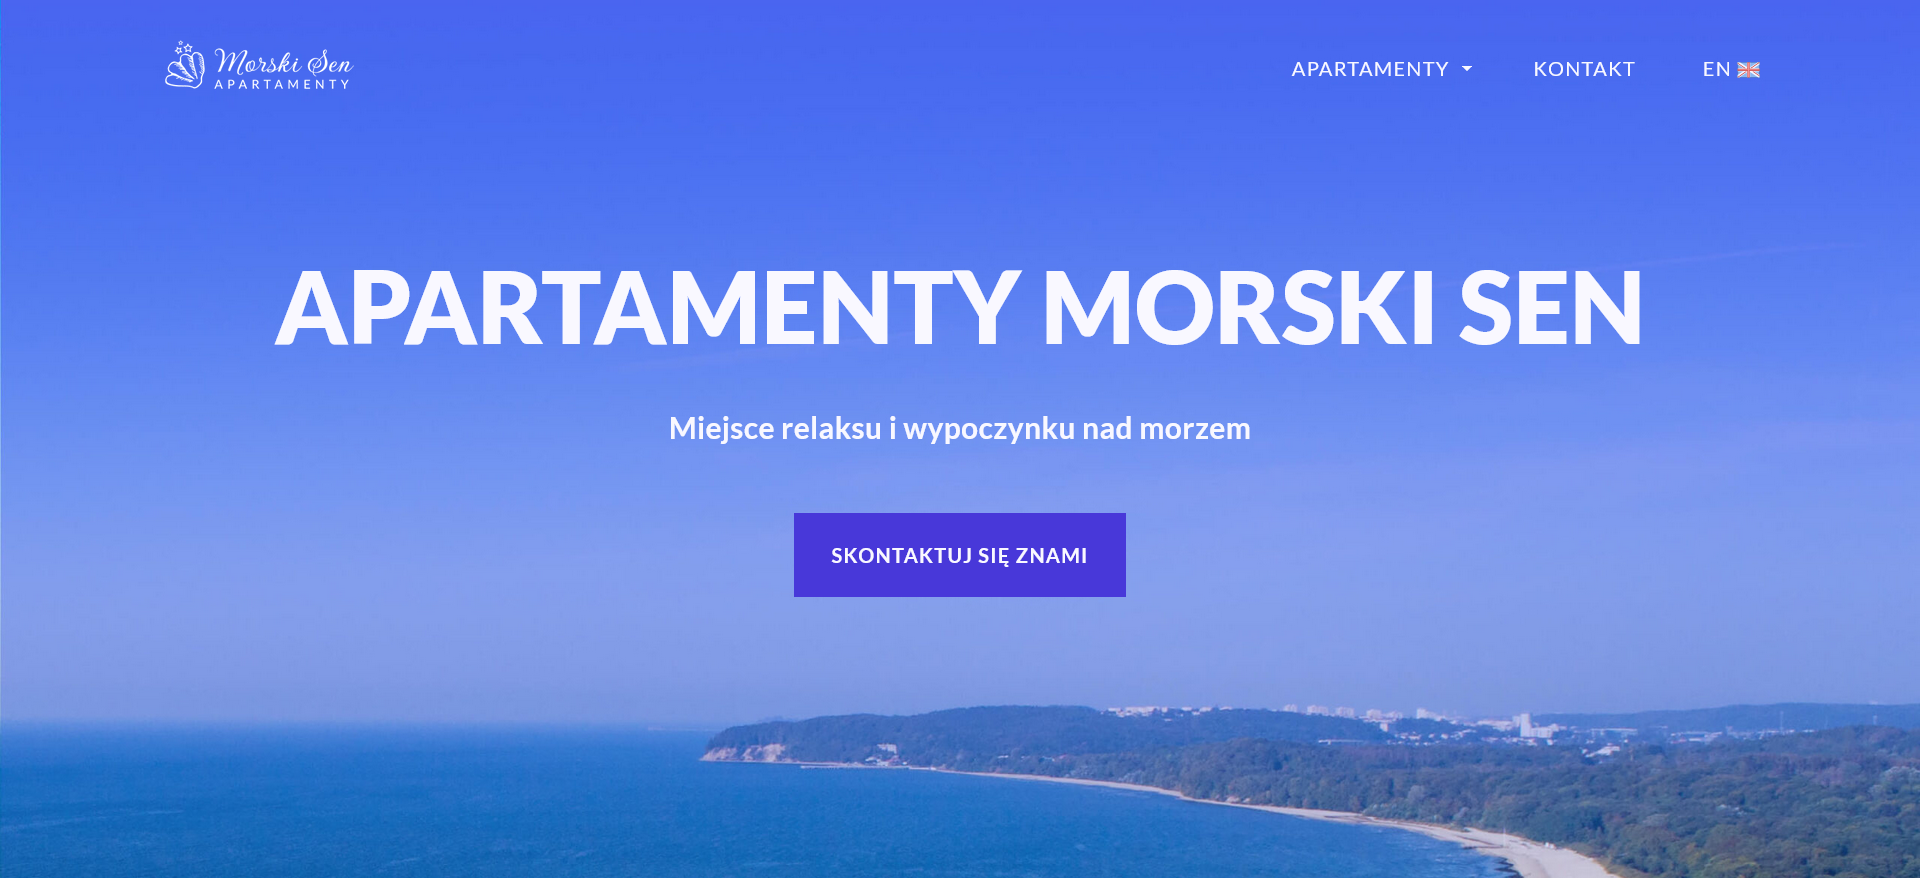 Morski Sen
APARTAMENTY
APARTAMENTY
KONTAKT
EN
APARTAMENTY MORSKI SEN
Miejsce relaksu i wypoczynku nad morzem
SKONTAKTUJ SIĘ ZNAMI